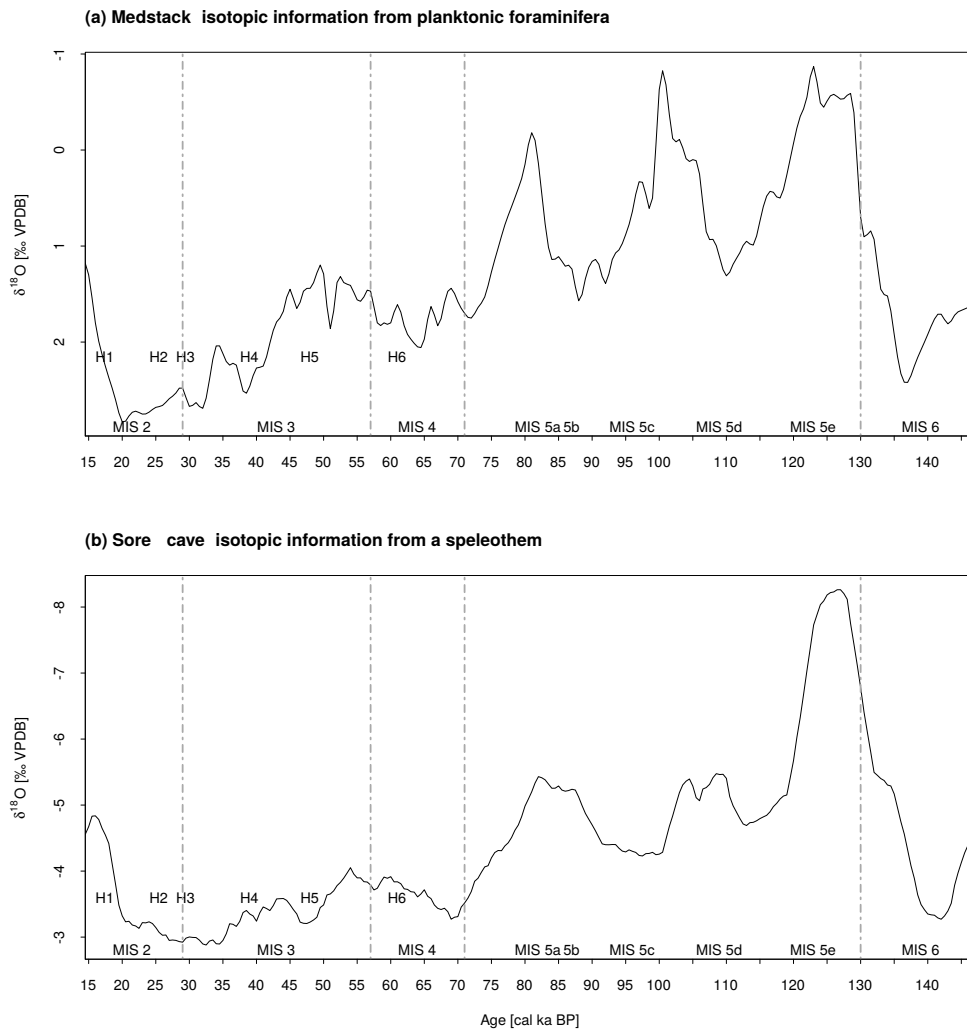 (a) Medstack isotopic information from planktonic foraminifera
-1
0
1
2
δ18O [‰ VPDB]
H1 H2 H3 H4 H5 H6
MIS 2 MIS 3 MIS 4 MIS 5a 5b MIS 5c MIS 5d MIS 5e MIS 6
15 20 25 30 35 40 45 50 55 60 65 70 75 80 85 90 95 100 110 120 130 140
(b) Sore cave isotopic information from a speleothem
-8
-7
-6
-5
-4
-3
δ18O [‰ VPDB]
H1 H2 H3 H4 H5 H6
MIS 2 MIS 3 MIS 4 MIS 5a 5b MIS 5c MIS 5d MIS 5e MIS 6
15 20 25 30 35 40 45 50 55 60 65 70 75 80 85 90 95 100 110 120 130 140
Age [cal ka BP]